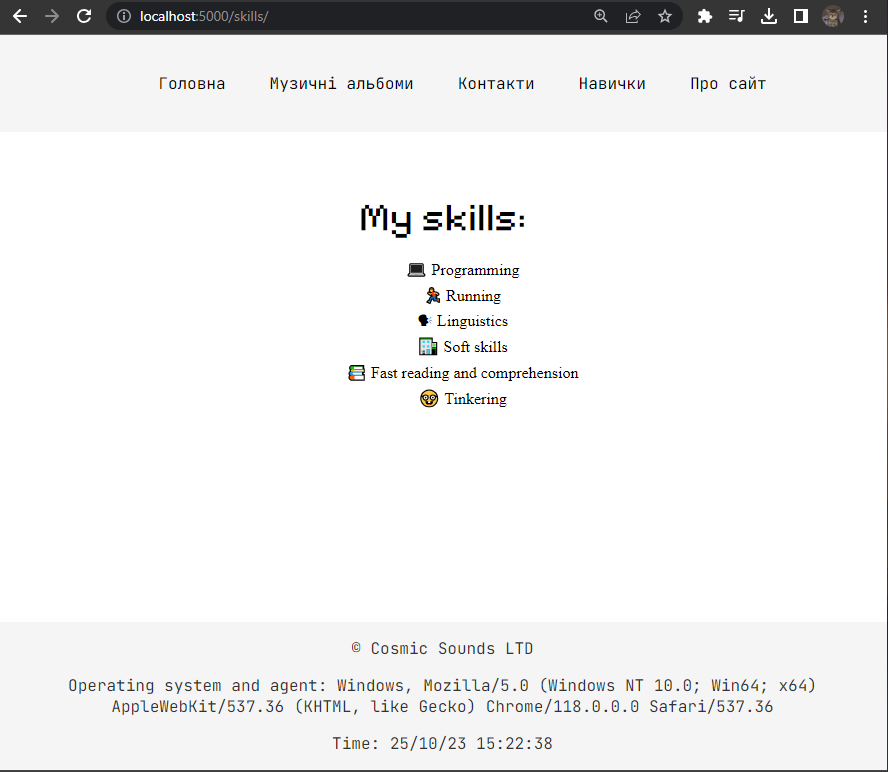 localhost:5000/skills/
Головна Музичні альбоми Контакти Навички Про сайт
My skills:
💻 Programming
🏃 Running
🗣 Linguistics
🏢 Soft skills
📚 Fast reading and comprehension
🤓 Tinkering
© Cosmic Sounds LTD
Operating system and agent: Windows, Mozilla/5.0 (Windows NT 10.0; Win64; x64)
AppleWebKit/537.36 (KHTML, like Gecko) Chrome/118.0.0.0 Safari/537.36
Time: 25/10/23 15:22:38